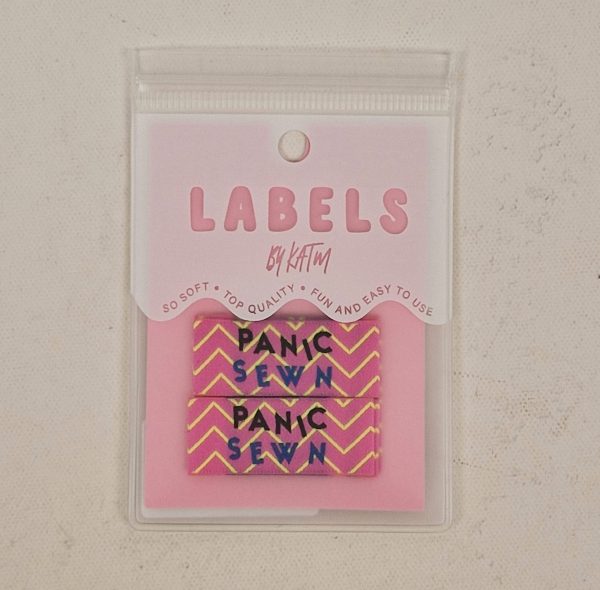 LABELS
BY KATM
SO SOFT • TOP QUALITY • FUN AND EASY TO USE
PANIC
SEWN
PANIC
SEWN